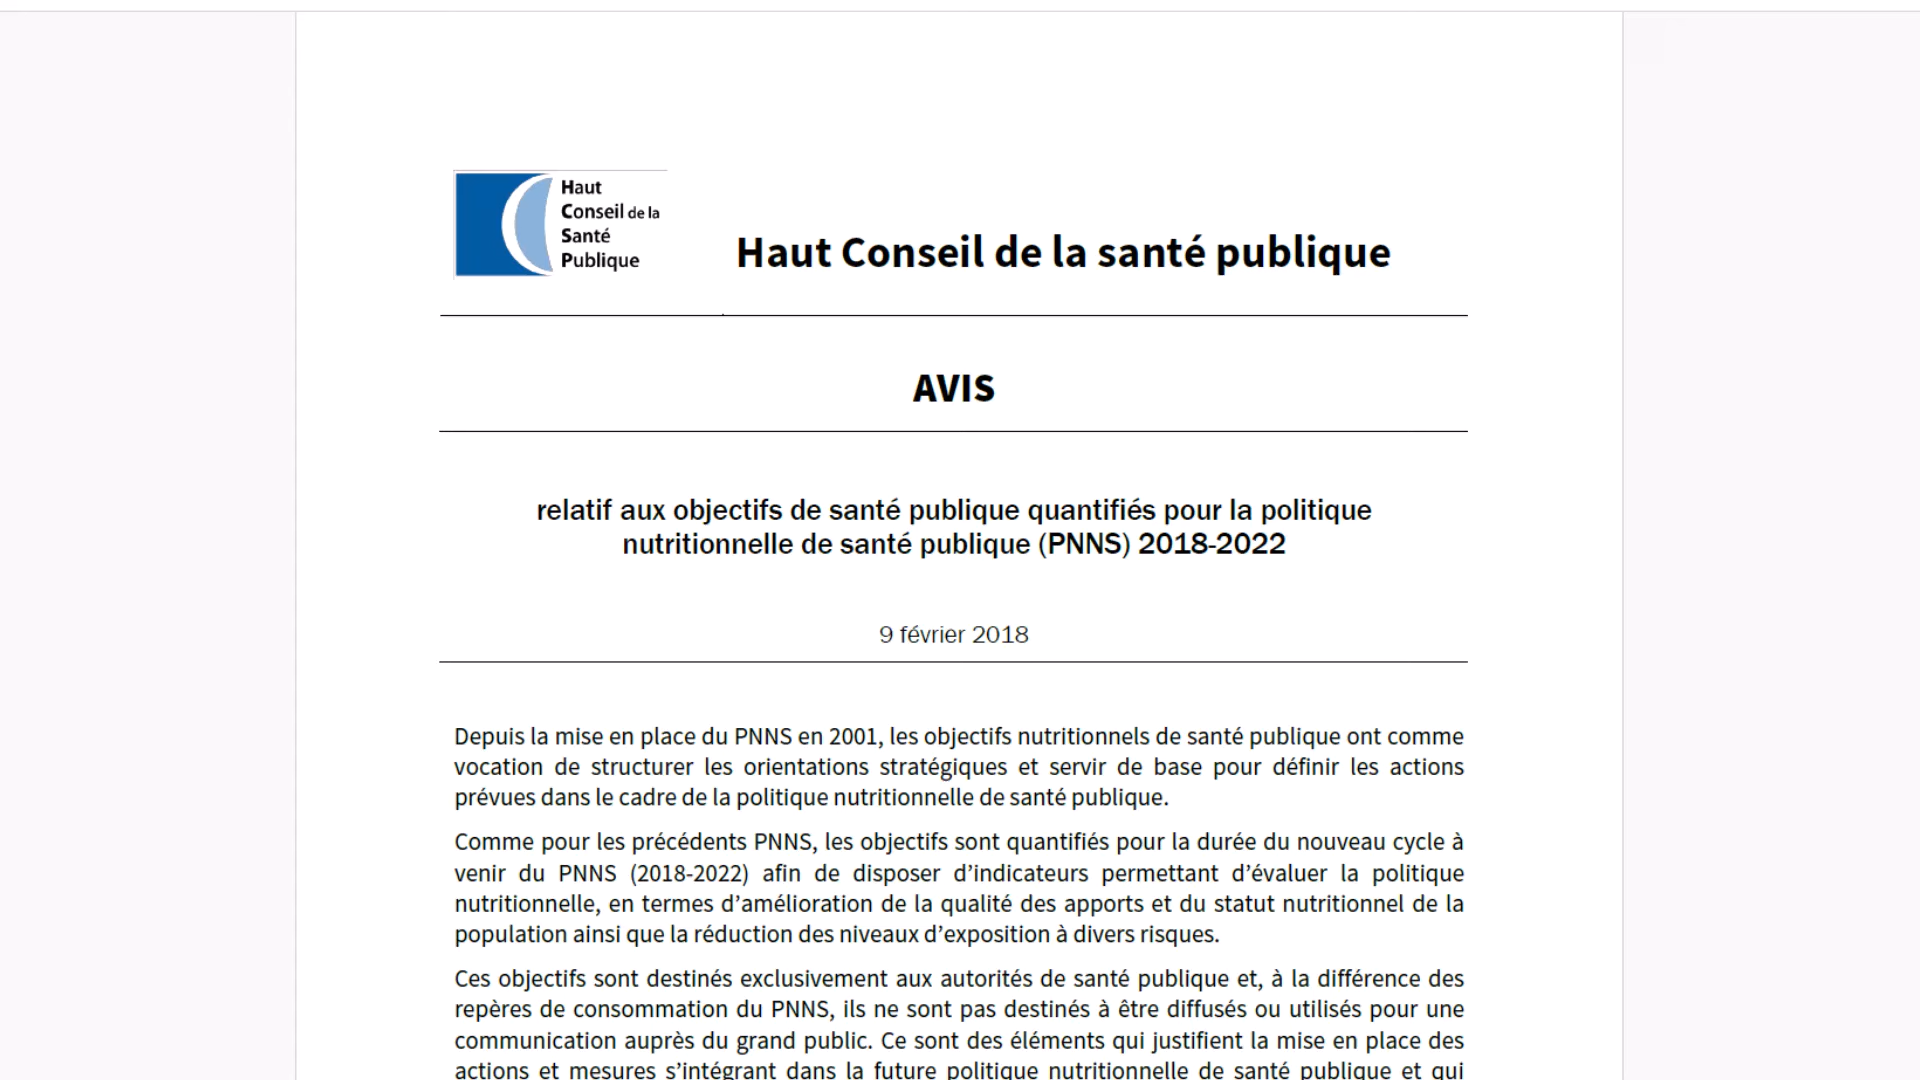 Haut
Conseil de la
Santé
Publique
Haut Conseil de la santé publique
AVIS
relatif aux objectifs de santé publique quantifiés pour la politique
nutritionnelle de santé publique (PNNS) 2018-2022
9 février 2018
Depuis la mise en place du PNNS en 2001, les objectifs nutritionnels de santé publique ont comme
vocation de structurer les orientations stratégiques et servir de base pour définir les actions
prévues dans le cadre de la politique nutritionnelle de santé publique.
Comme pour les précédents PNNS, les objectifs sont quantifiés pour la durée du nouveau cycle à
venir du PNNS (2018-2022) afin de disposer d’indicateurs permettant d’évaluer la politique
nutritionnelle, en termes d’amélioration de la qualité des apports et du statut nutritionnel de la
population ainsi que la réduction des niveaux d’exposition à divers risques.
Ces objectifs sont destinés exclusivement aux autorités de santé publique et, à la différence des
repères de consommation du PNNS, ils ne sont pas destinés à être diffusés ou utilisés pour une
communication auprès du grand public. Ce sont des éléments qui justifient la mise en place des
actions et mesures s’intégrant dans la future politique nutritionnelle de santé publique et qui